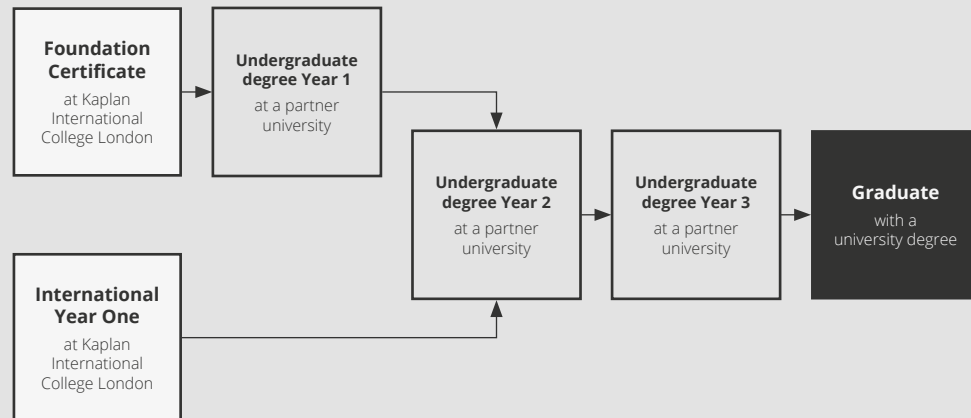 Foundation
Certificate
at Kaplan
International
College London
Undergraduate
degree Year 1
at a partner
university
Undergraduate
degree Year 2
at a partner
university
Undergraduate
degree Year 3
at a partner
university
Graduate
with a
university degree
International
Year One
at Kaplan
International
College London